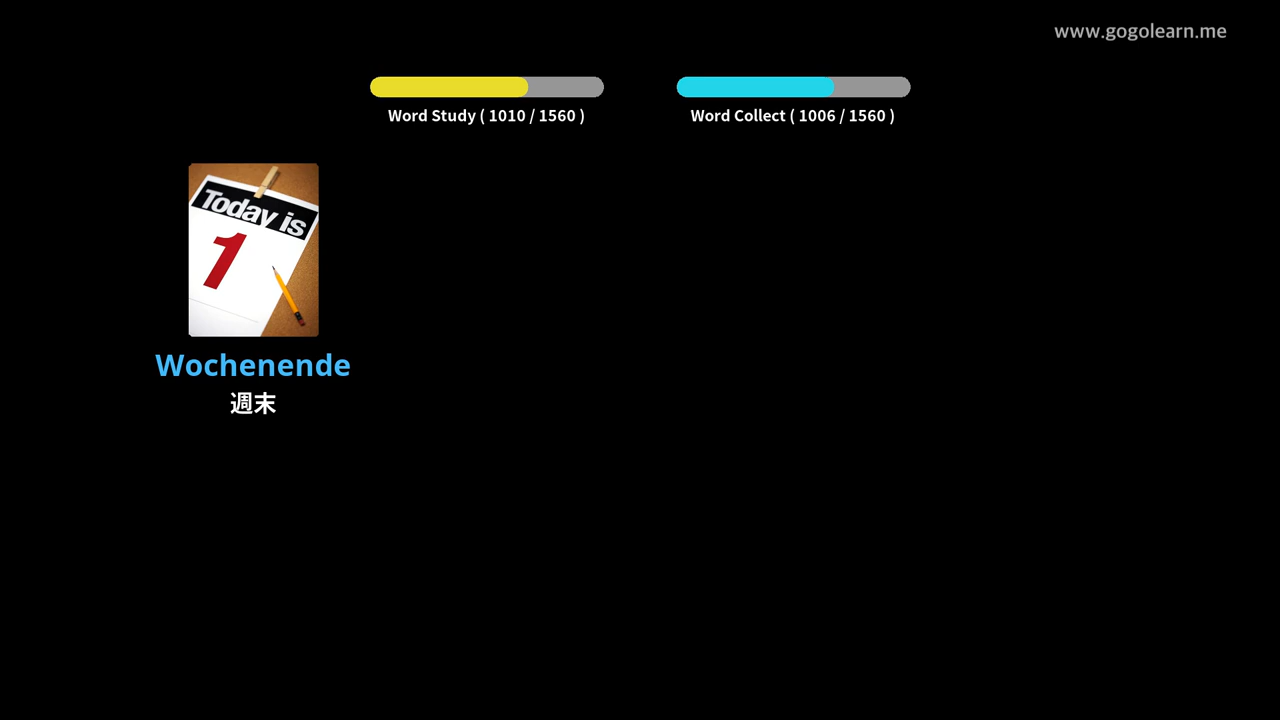 www.gogolearn.me
Word Study ( 1010 / 1560 )
Word Collect ( 1006 / 1560 )
Today is
1
Wochenende
週末